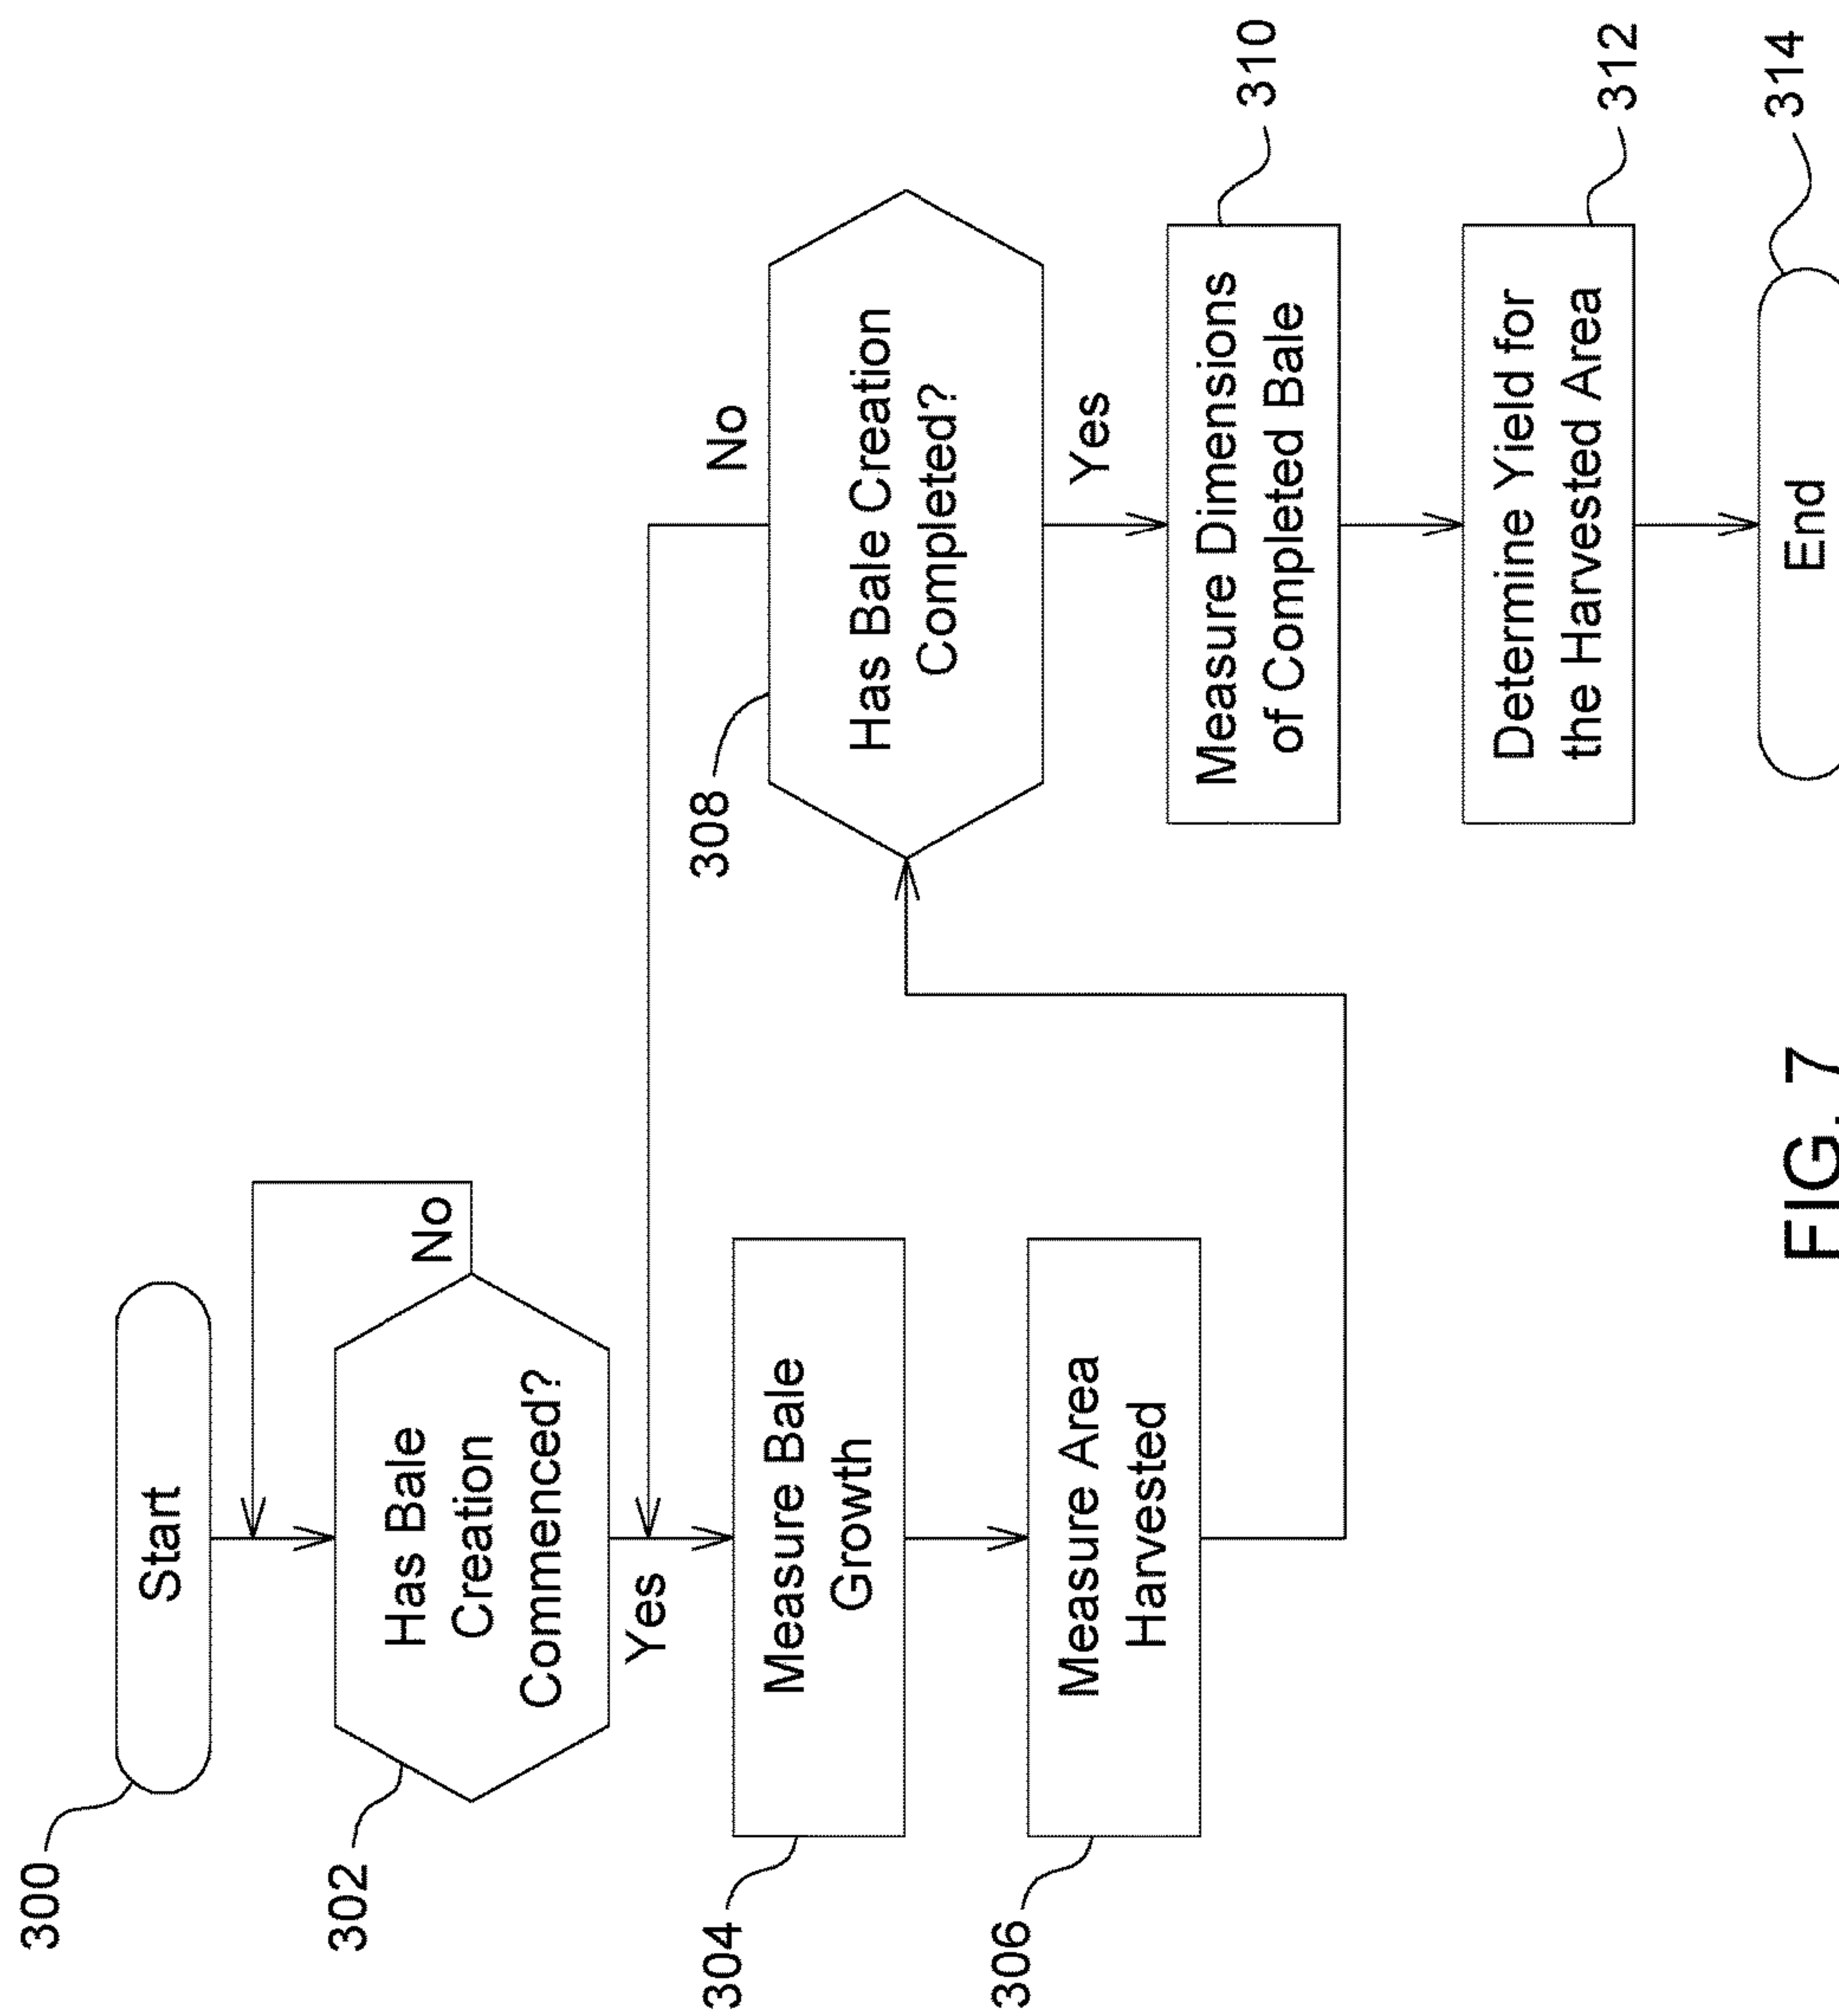 300
Start
302
Has Bale
Creation
Commenced?
No
Yes
304
Measure Bale
Growth
306
Measure Area
Harvested
308
Has Bale Creation
Completed?
No
Yes
310
Measure Dimensions
of Completed Bale
312
Determine Yield for
the Harvested Area
314
End
FIG. 7